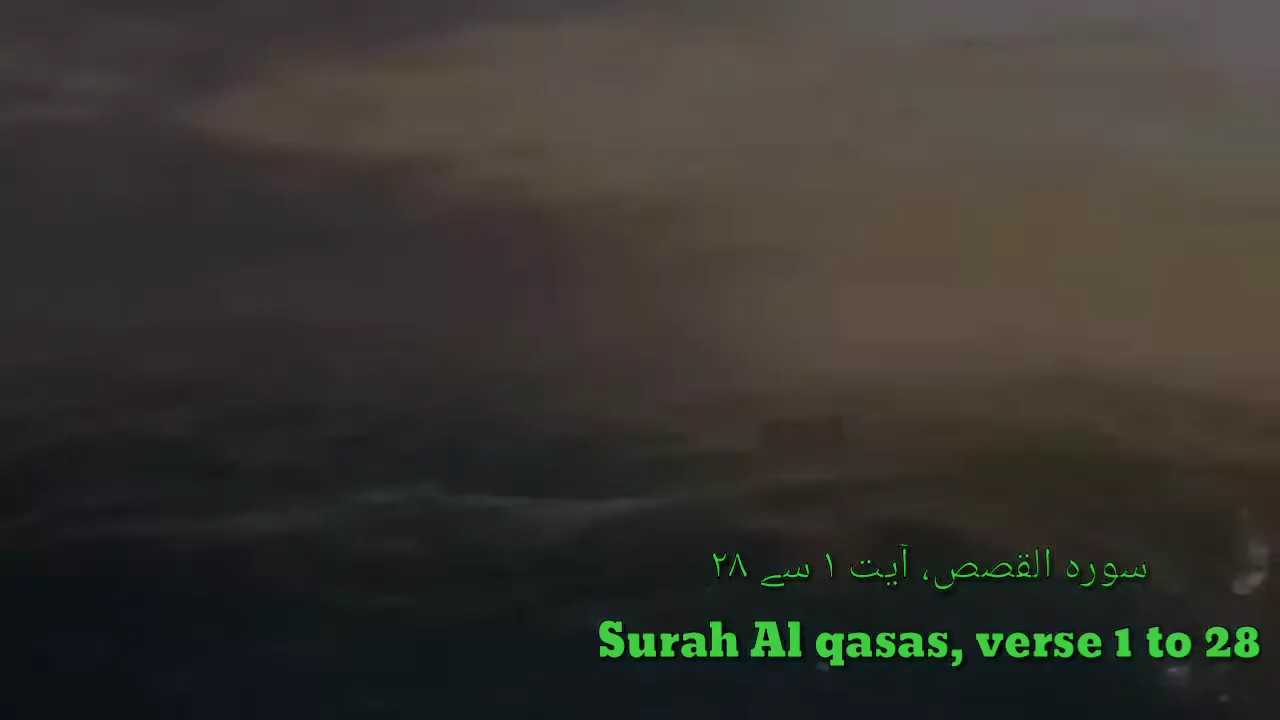 سورہ القصص، آیت ۱ سے ۲۸
Surah Al qasas, verse 1 to 28